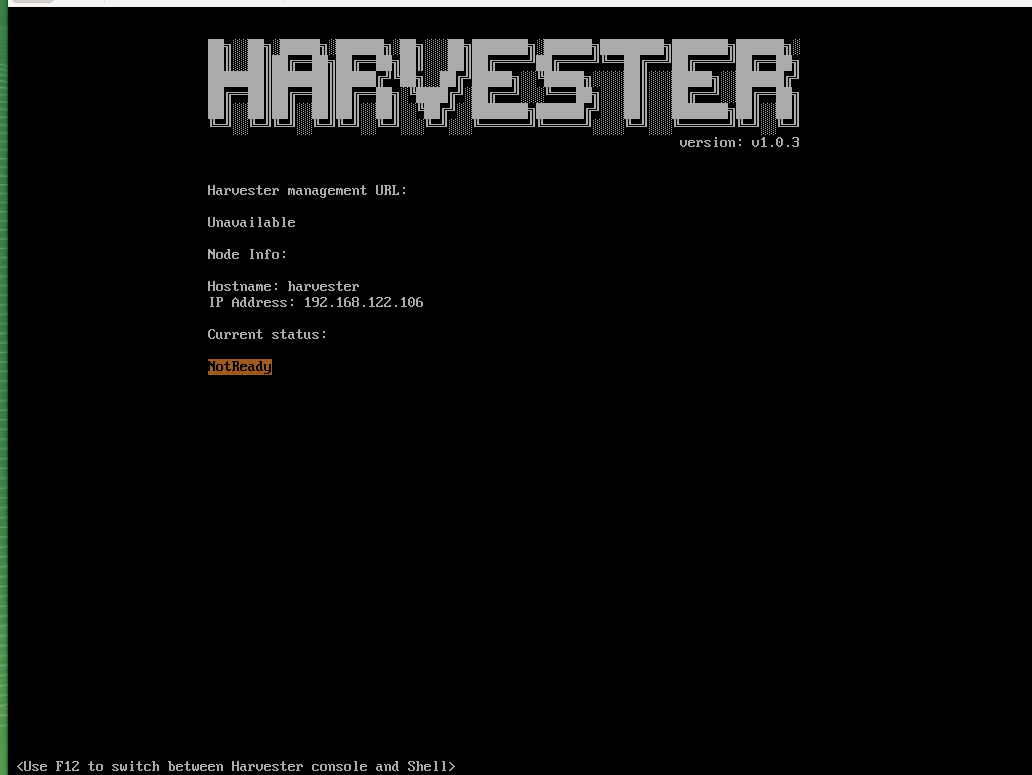 HARVESTER
version: v1.0.3
Harvester management URL:
Unavailable
Node Info:
Hostname: harvester
IP Address: 192.168.122.106
Current status:
NotReady
<Use F12 to switch between Harvester console and Shell>